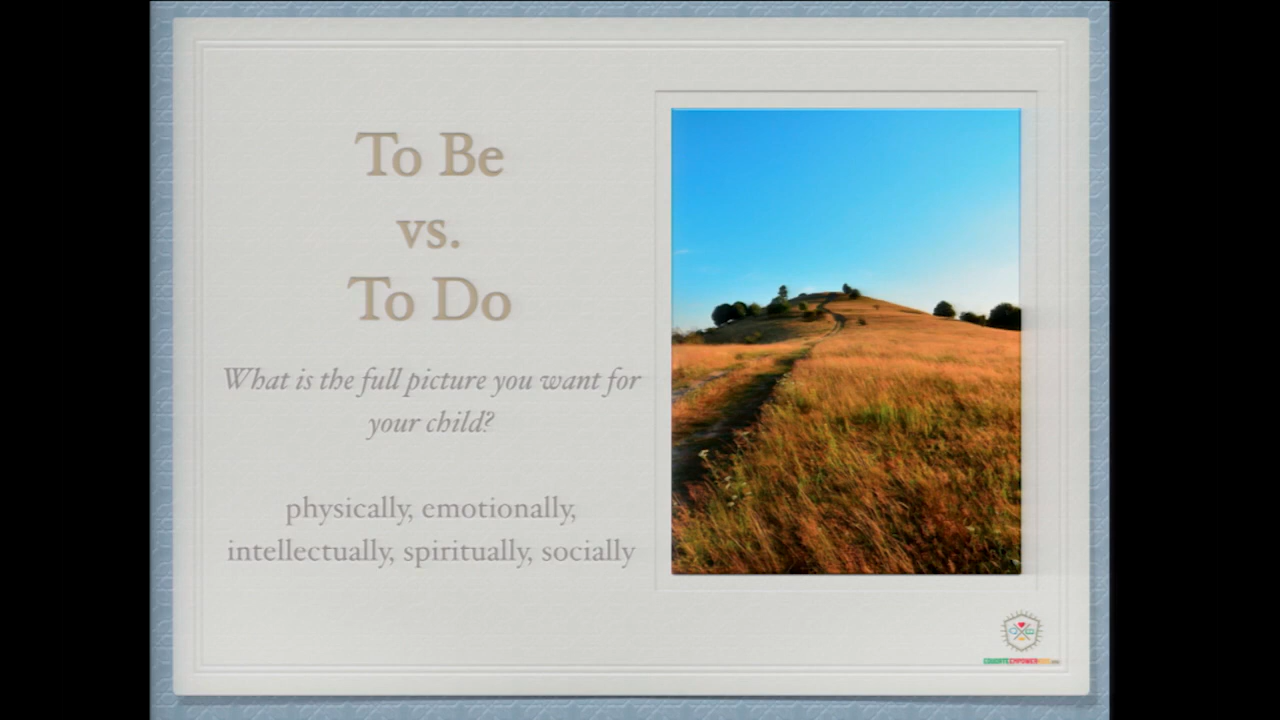 To Be
vs.
To Do
What is the full picture you want for
your child?
physically, emotionally,
intellectually, spiritually, socially